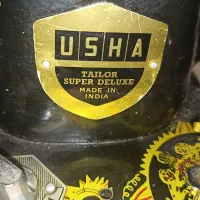 USHA
TAILOR
SUPER DELUXE
MADE IN
INDIA